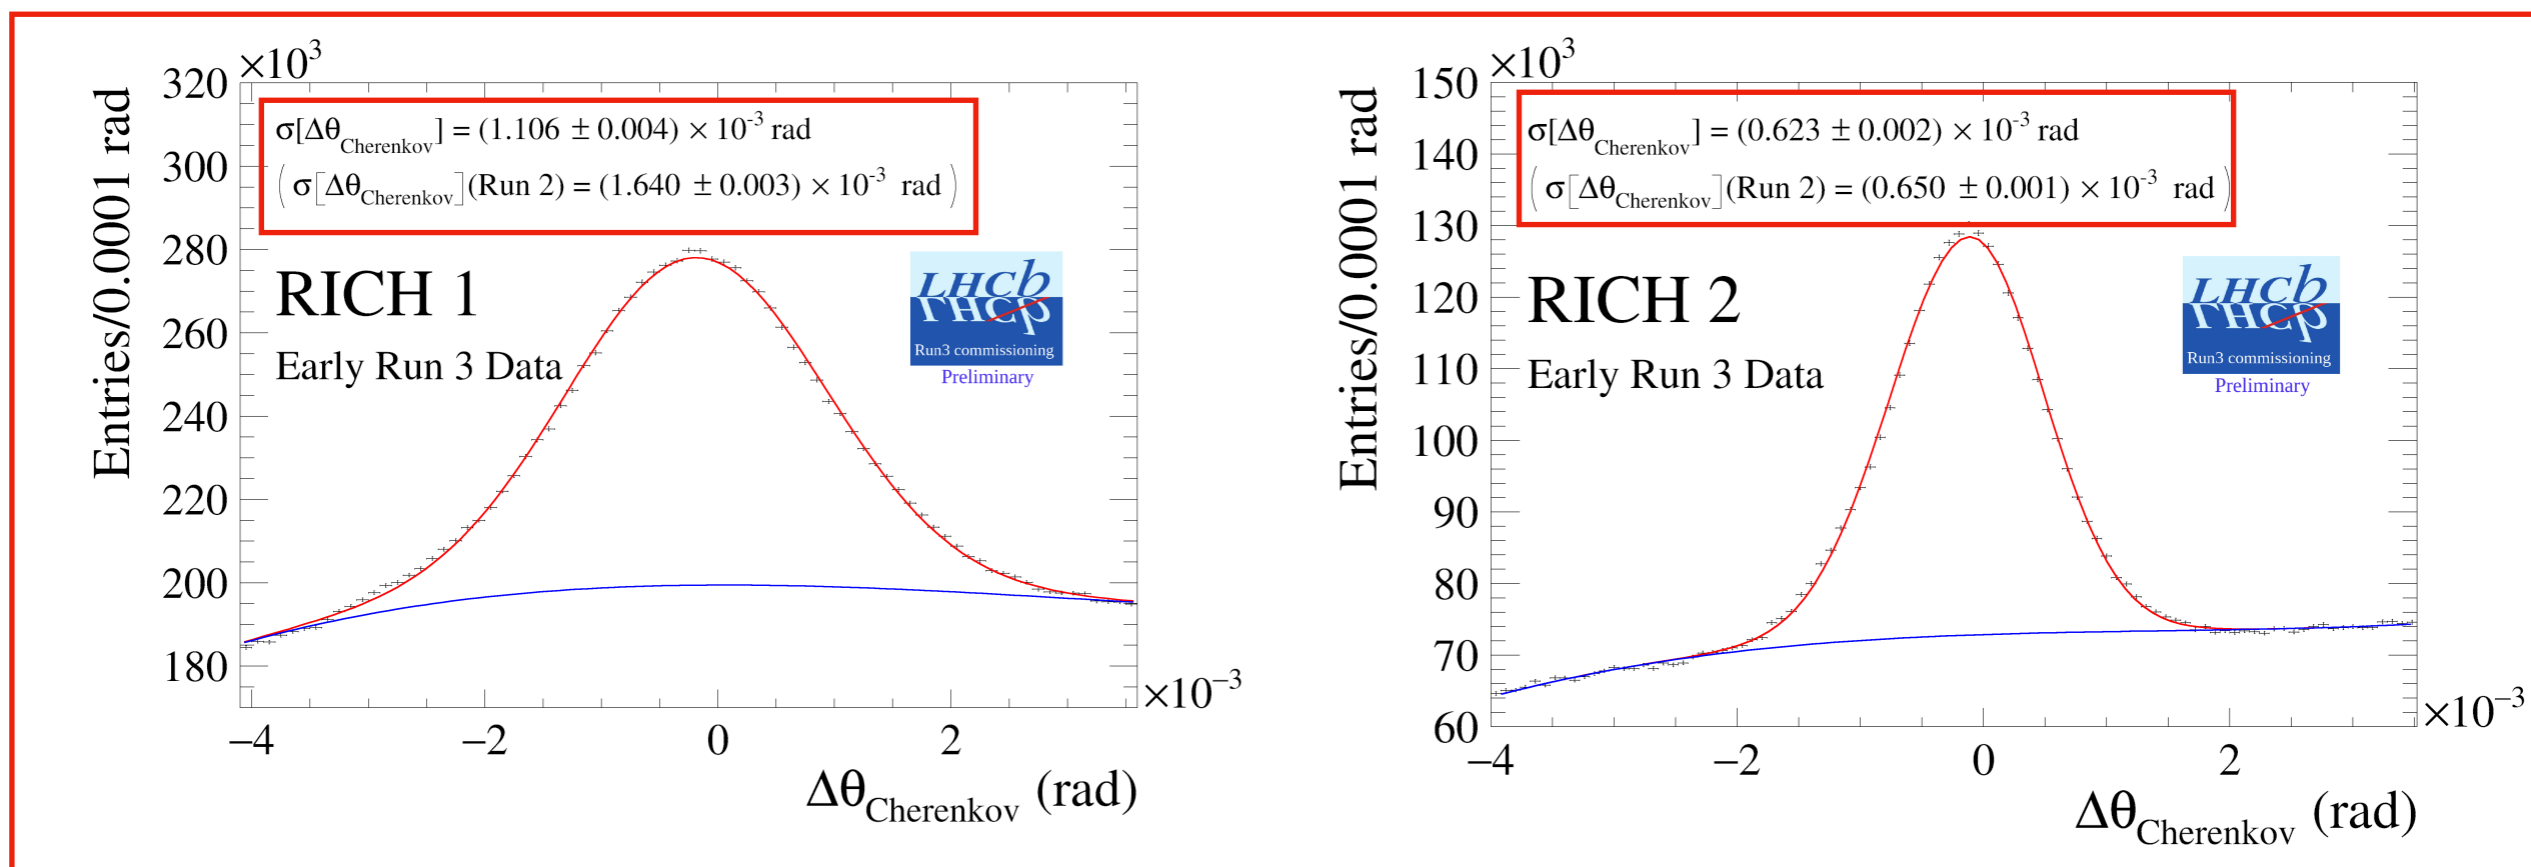 ×10³
320
300
280
260
240
220
200
180
Entries/0.0001 rad
σ[Δθ_Cherenkov] = (1.106 ± 0.004) × 10⁻³ rad
( σ[Δθ_Cherenkov](Run 2) = (1.640 ± 0.003) × 10⁻³ rad )
RICH 1
Early Run 3 Data
LHCb
LHCb
Run3 commissioning
Preliminary
−4 −2 0 2
×10⁻³
Δθ_Cherenkov (rad)
×10³
150
140
130
120
110
100
90
80
70
60
Entries/0.0001 rad
σ[Δθ_Cherenkov] = (0.623 ± 0.002) × 10⁻³ rad
( σ[Δθ_Cherenkov](Run 2) = (0.650 ± 0.001) × 10⁻³ rad )
RICH 2
Early Run 3 Data
LHCb
LHCb
Run3 commissioning
Preliminary
−4 −2 0 2
×10⁻³
Δθ_Cherenkov (rad)